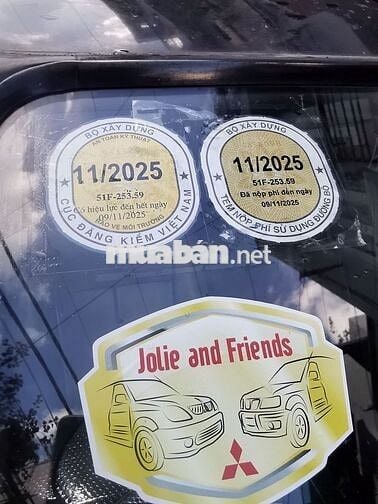 BỘ XÂY DỰNG
AN TOÀN KỸ THUẬT
11/2025
51F-253.59
Có hiệu lực đến hết ngày
09/11/2025
BẢO VỆ MÔI TRƯỜNG
CỤC ĐĂNG KIỂM VIỆT NAM
BỘ XÂY DỰNG
11/2025
51F-253.59
Đã nộp phí đến ngày
09/11/2025
TEM NỘP PHÍ SỬ DỤNG ĐƯỜNG BỘ
muaban.net
Jolie and Friends